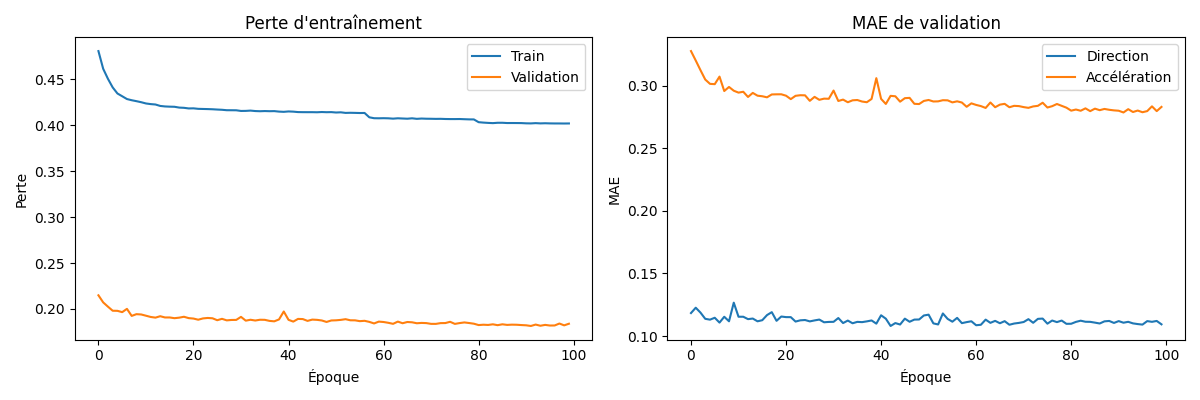 Perte d'entraînement
Train
Validation
0.45
0.40
0.35
0.30
0.25
0.20
Perte
0 20 40 60 80 100
Époque
MAE de validation
Direction
Accélération
0.30
0.25
0.20
0.15
0.10
MAE
0 20 40 60 80 100
Époque